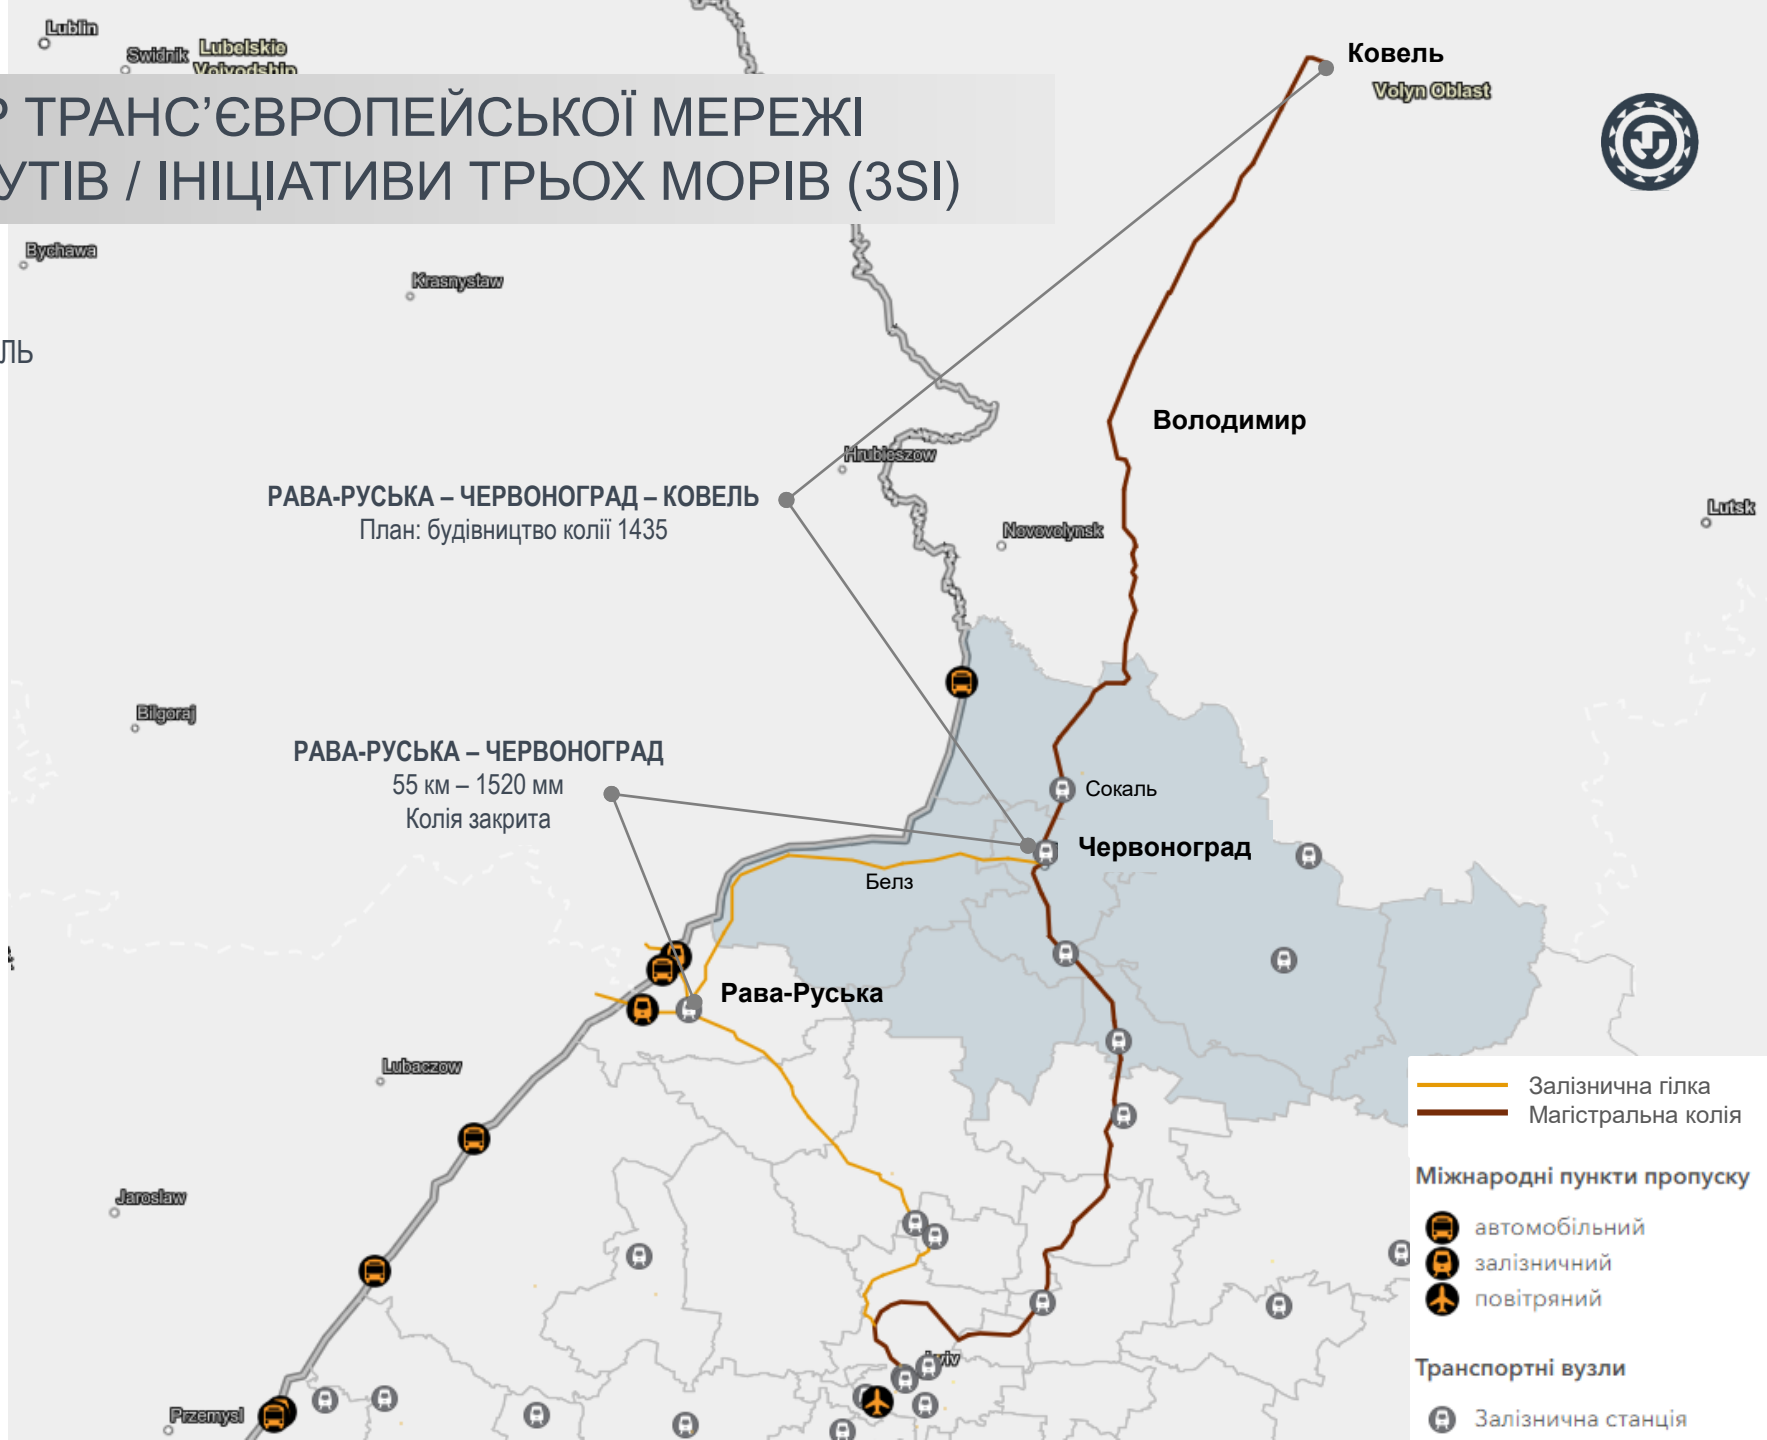 Lublin
Swidnik
Lubelskie
Voivodship
Ковель
Volyn Oblast
Р ТРАНС’ЄВРОПЕЙСЬКОЇ МЕРЕЖІ
УТІВ / ІНІЦІАТИВИ ТРЬОХ МОРІВ (3SI)
Bychawa
Krasnystaw
ЛЬ
Володимир
Hrubieszow
РАВА-РУСЬКА – ЧЕРВОНОГРАД – КОВЕЛЬ
План: будівництво колії 1435
Novovolynsk
Lutsk
Bilgoraj
РАВА-РУСЬКА – ЧЕРВОНОГРАД
55 км – 1520 мм
Колія закрита
Сокаль
Червоноград
Белз
Рава-Руська
Lubaczow
Jaroslaw
Przemysl
Lviv
Залізнична гілка
Магістральна колія
Міжнародні пункти пропуску
автомобільний
залізничний
повітряний
Транспортні вузли
Залізнична станція